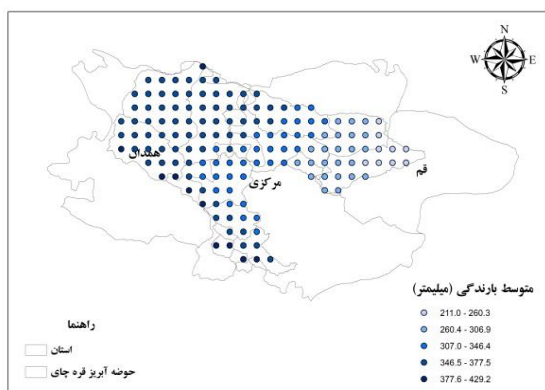 N
W E
S
همدان
مرکزی
قم
متوسط بارندگی (میلیمتر)
211.0 - 260.3
260.4 - 306.9
307.0 - 346.4
346.5 - 377.5
377.6 - 429.2
راهنما
استان
حوضه آبریز قره چای